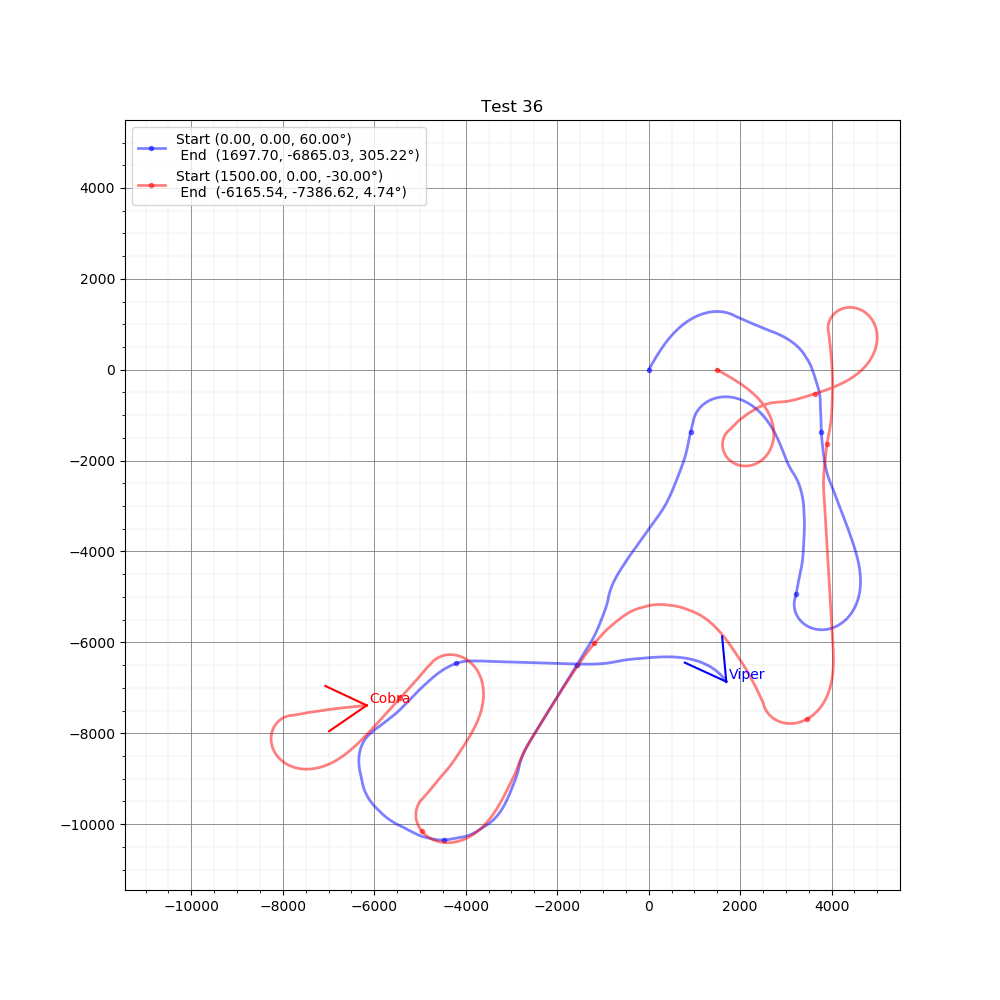 Test 36
Start (0.00, 0.00, 60.00°)
End (1697.70, -6865.03, 305.22°)
Start (1500.00, 0.00, -30.00°)
End (-6165.54, -7386.62, 4.74°)
4000
2000
0
−2000
−4000
−6000
−8000
−10000
Viper
Cobra
−10000 −8000 −6000 −4000 −2000 0 2000 4000